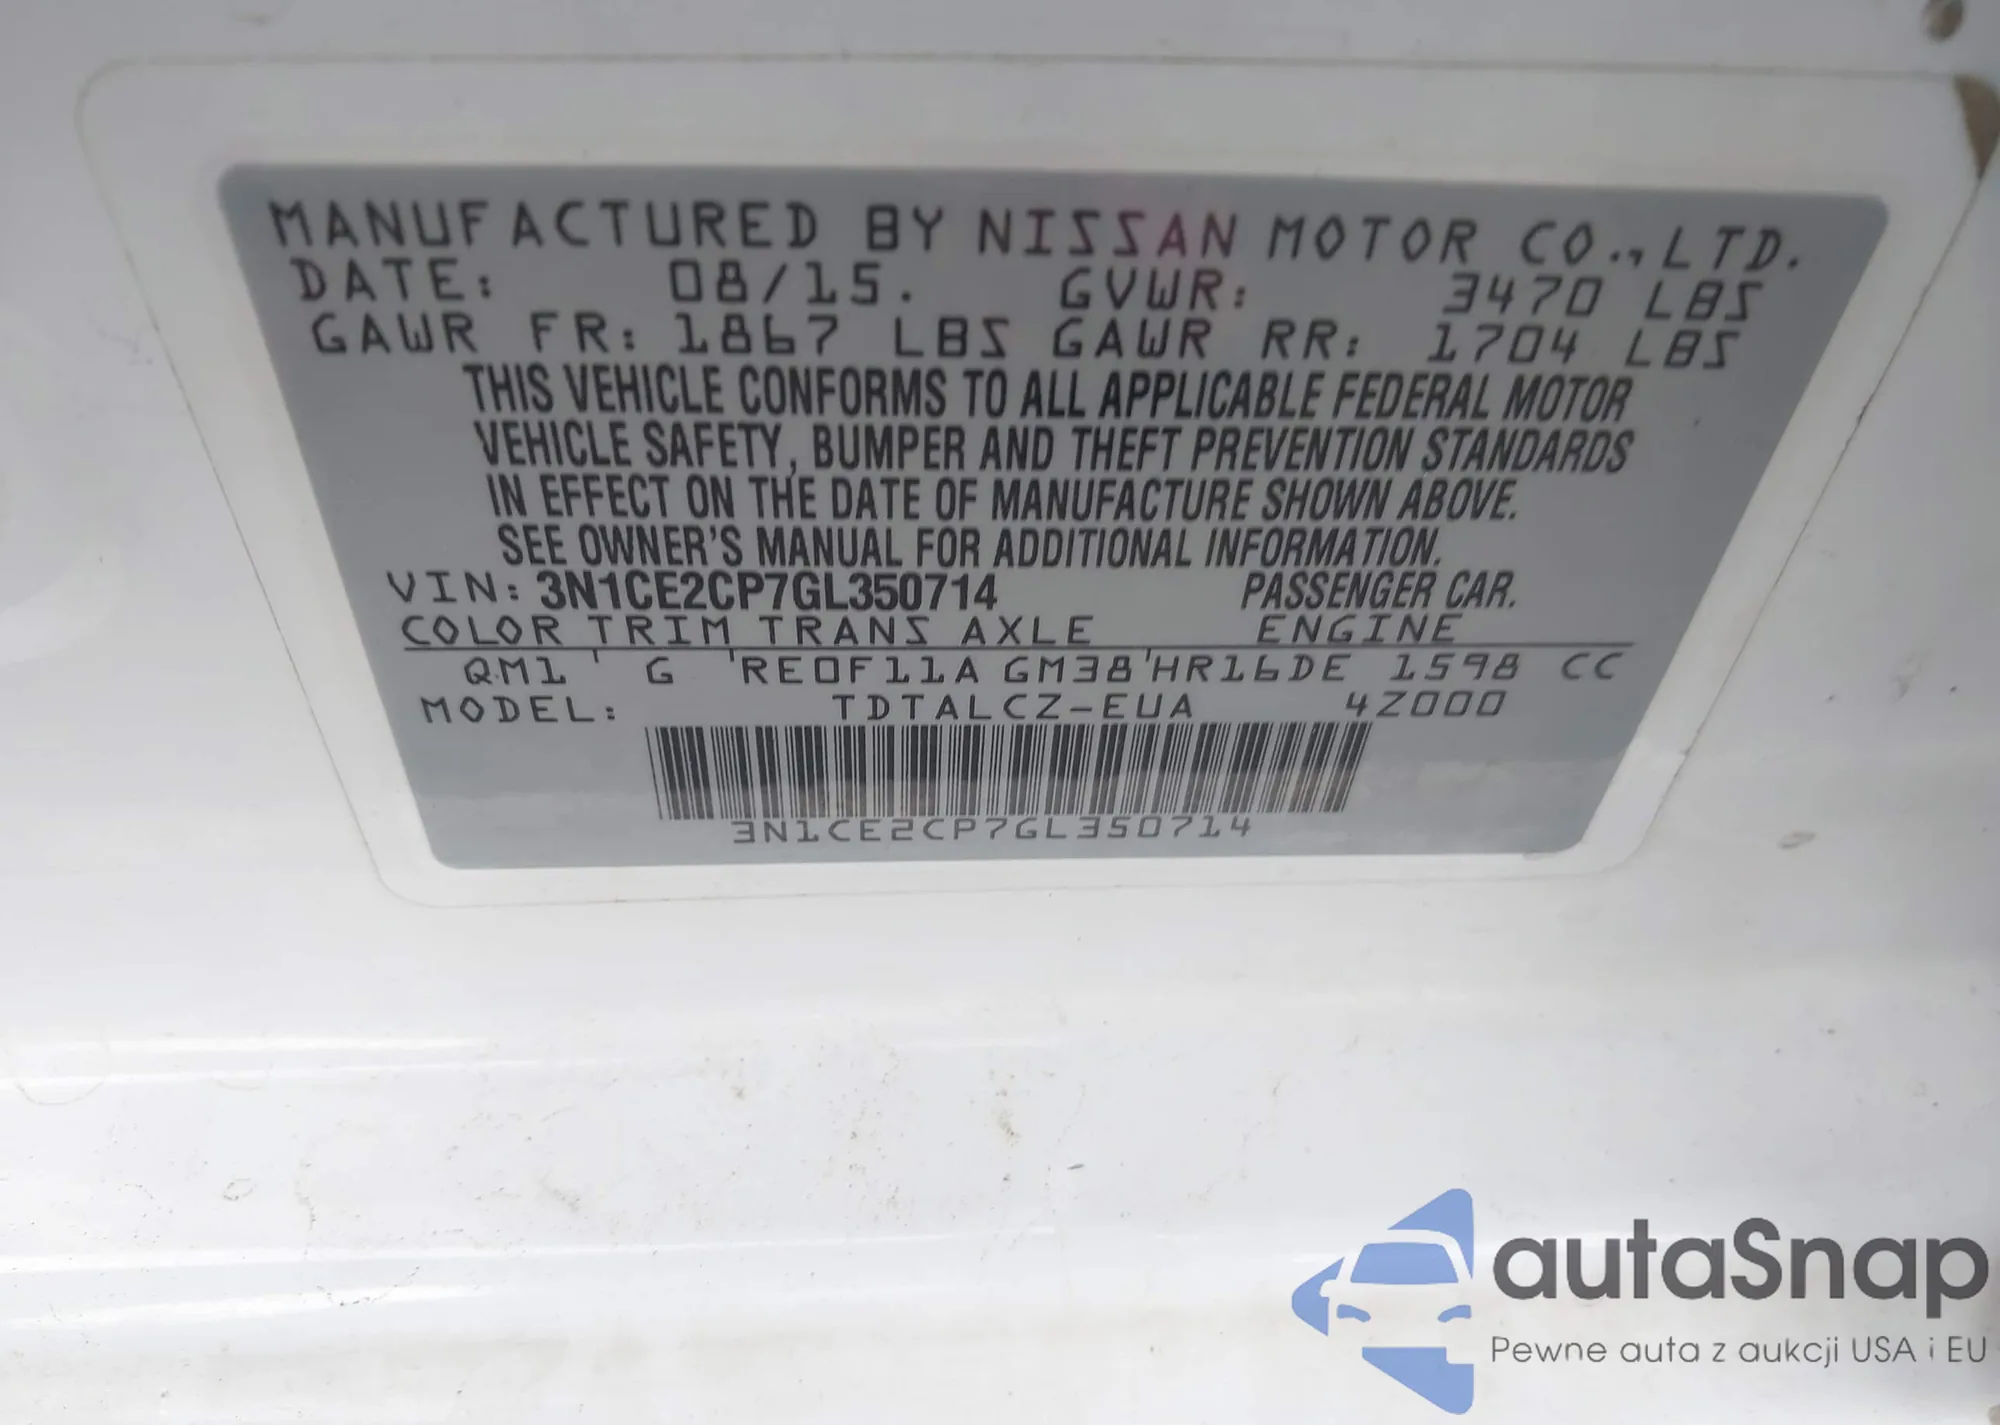 MANUFACTURED BY NISSAN MOTOR CO.,LTD.
DATE: 08/15. GVWR: 3470 LBS
GAWR FR: 1867 LBS GAWR RR: 1704 LBS
THIS VEHICLE CONFORMS TO ALL APPLICABLE FEDERAL MOTOR
VEHICLE SAFETY, BUMPER AND THEFT PREVENTION STANDARDS
IN EFFECT ON THE DATE OF MANUFACTURE SHOWN ABOVE.
SEE OWNER'S MANUAL FOR ADDITIONAL INFORMATION.
VIN: 3N1CE2CP7GL350714 PASSENGER CAR.
COLOR TRIM TRANS AXLE ENGINE
QM1 ' G 'RE0F11A GM38'HR16DE 1598 CC
MODEL: TDTALCZ-EUA 4Z000
3N1CE2CP7GL350714
autaSnap
Pewne auta z aukcji USA i EU